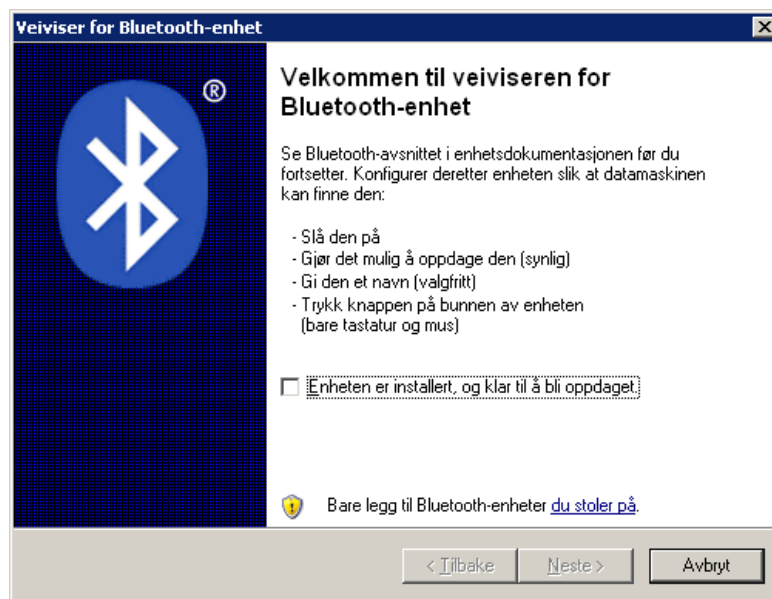 Veiviser for Bluetooth-enhet
®
Velkommen til veiviseren for
Bluetooth-enhet
Se Bluetooth-avsnittet i enhetsdokumentasjonen før du
fortsetter. Konfigurer deretter enheten slik at datamaskinen
kan finne den:
- Slå den på
- Gjør det mulig å oppdage den (synlig)
- Gi den et navn (valgfritt)
- Trykk knappen på bunnen av enheten
(bare tastatur og mus)
Enheten er installert, og klar til å bli oppdaget.
Bare legg til Bluetooth-enheter du stoler på.
< Tilbake
Neste >
Avbryt